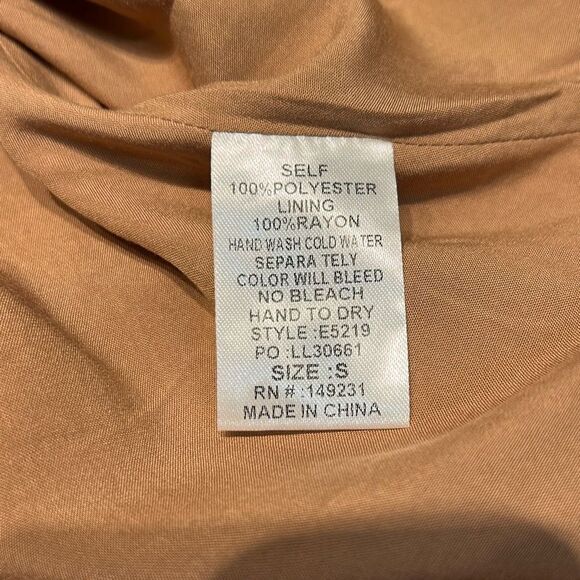 SELF
100%POLYESTER
LINING
100%RAYON
HAND WASH COLD WATER
SEPARA TELY
COLOR WILL BLEED
NO BLEACH
HAND TO DRY
STYLE :E5219
PO :LL30661
SIZE :S
RN # :149231
MADE IN CHINA